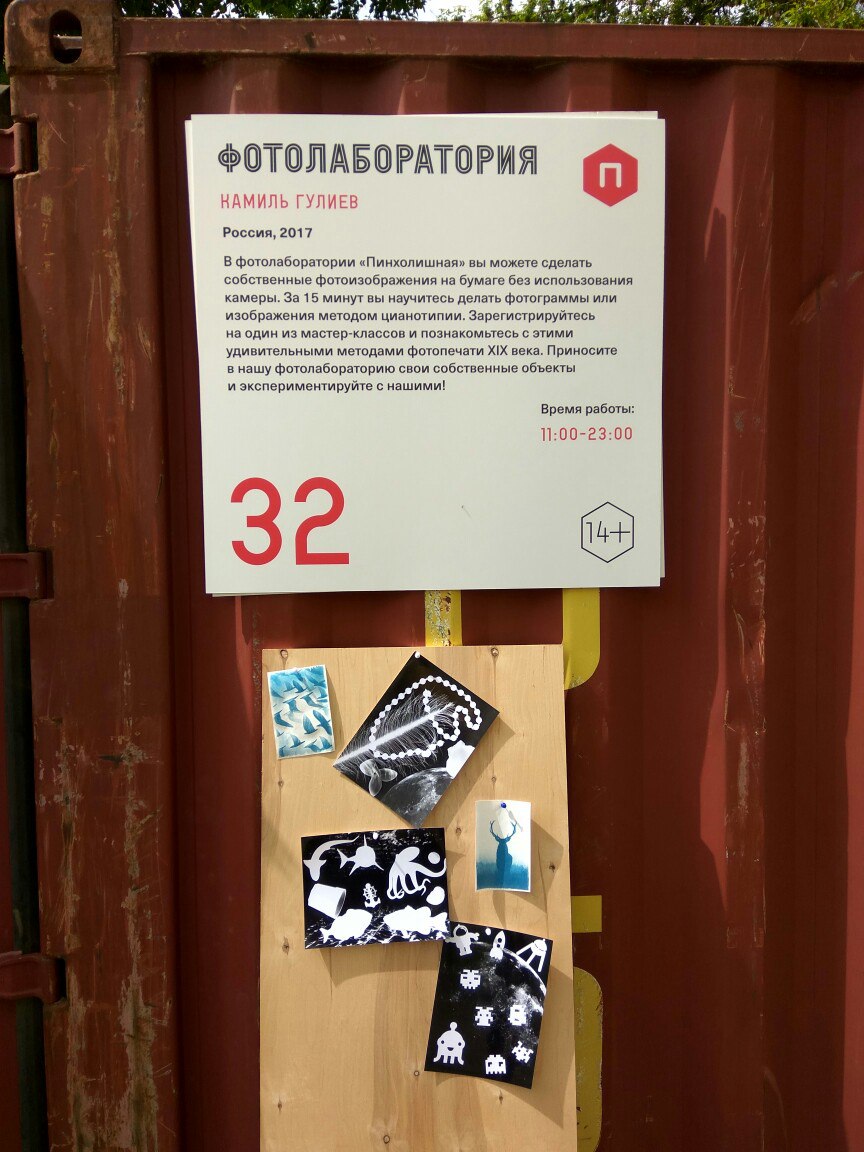 ФОТОЛАБОРАТОРИЯ
П
КАМИЛЬ ГУЛИЕВ
Россия, 2017
В фотолаборатории «Пинхолишная» вы можете сделать
собственные фотоизображения на бумаге без использования
камеры. За 15 минут вы научитесь делать фотограммы или
изображения методом цианотипии. Зарегистрируйтесь
на один из мастер-классов и познакомьтесь с этими
удивительными методами фотопечати XIX века. Приносите
в нашу фотолабораторию свои собственные объекты
и экспериментируйте с нашими!
Время работы:
11:00-23:00
32
14+